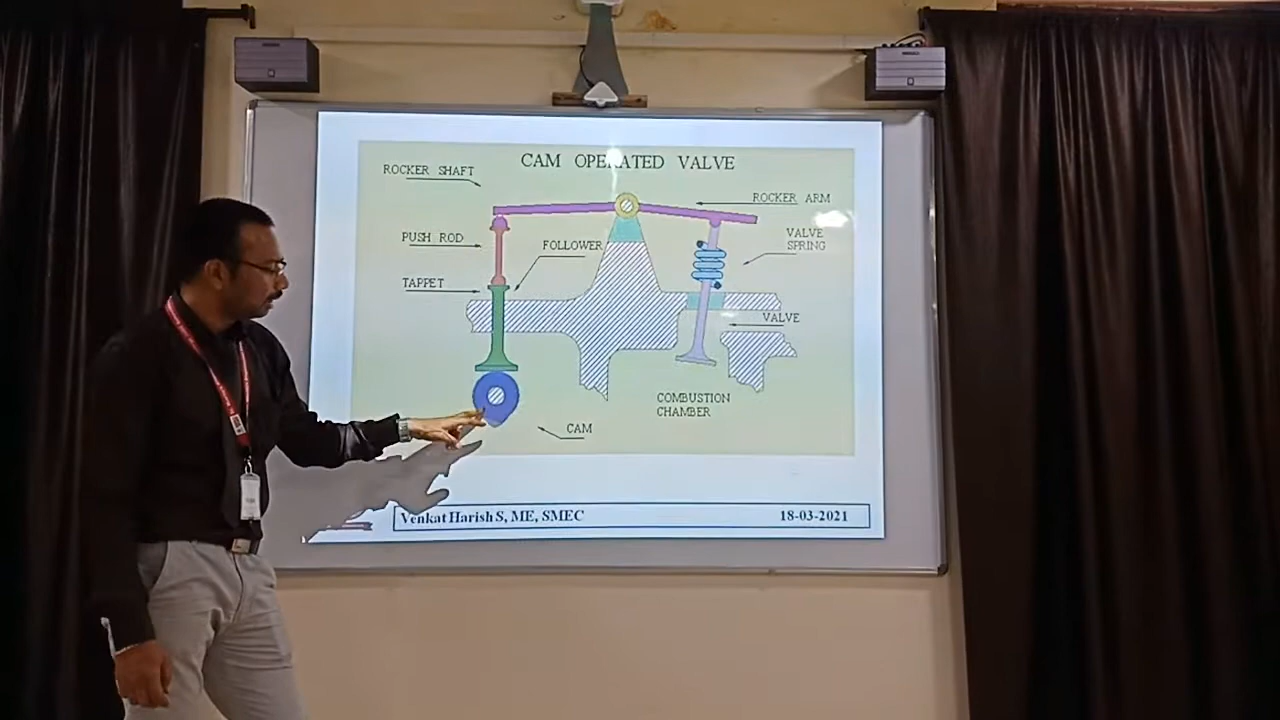 CAM OPERATED VALVE
ROCKER SHAFT
ROCKER ARM
PUSH ROD
FOLLOWER
VALVE
SPRING
TAPPET
VALVE
COMBUSTION
CHAMBER
CAM
Venkat Harish S, ME, SMEC
18-03-2021